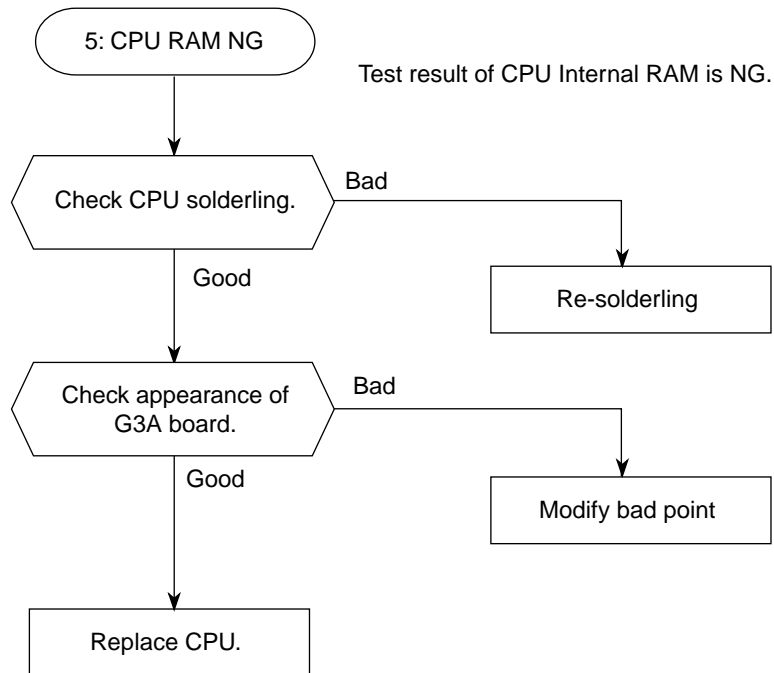 5: CPU RAM NG
Test result of CPU Internal RAM is NG.
Check CPU solderling.
Bad
Good
Re-solderling
Check appearance of
G3A board.
Bad
Good
Modify bad point
Replace CPU.